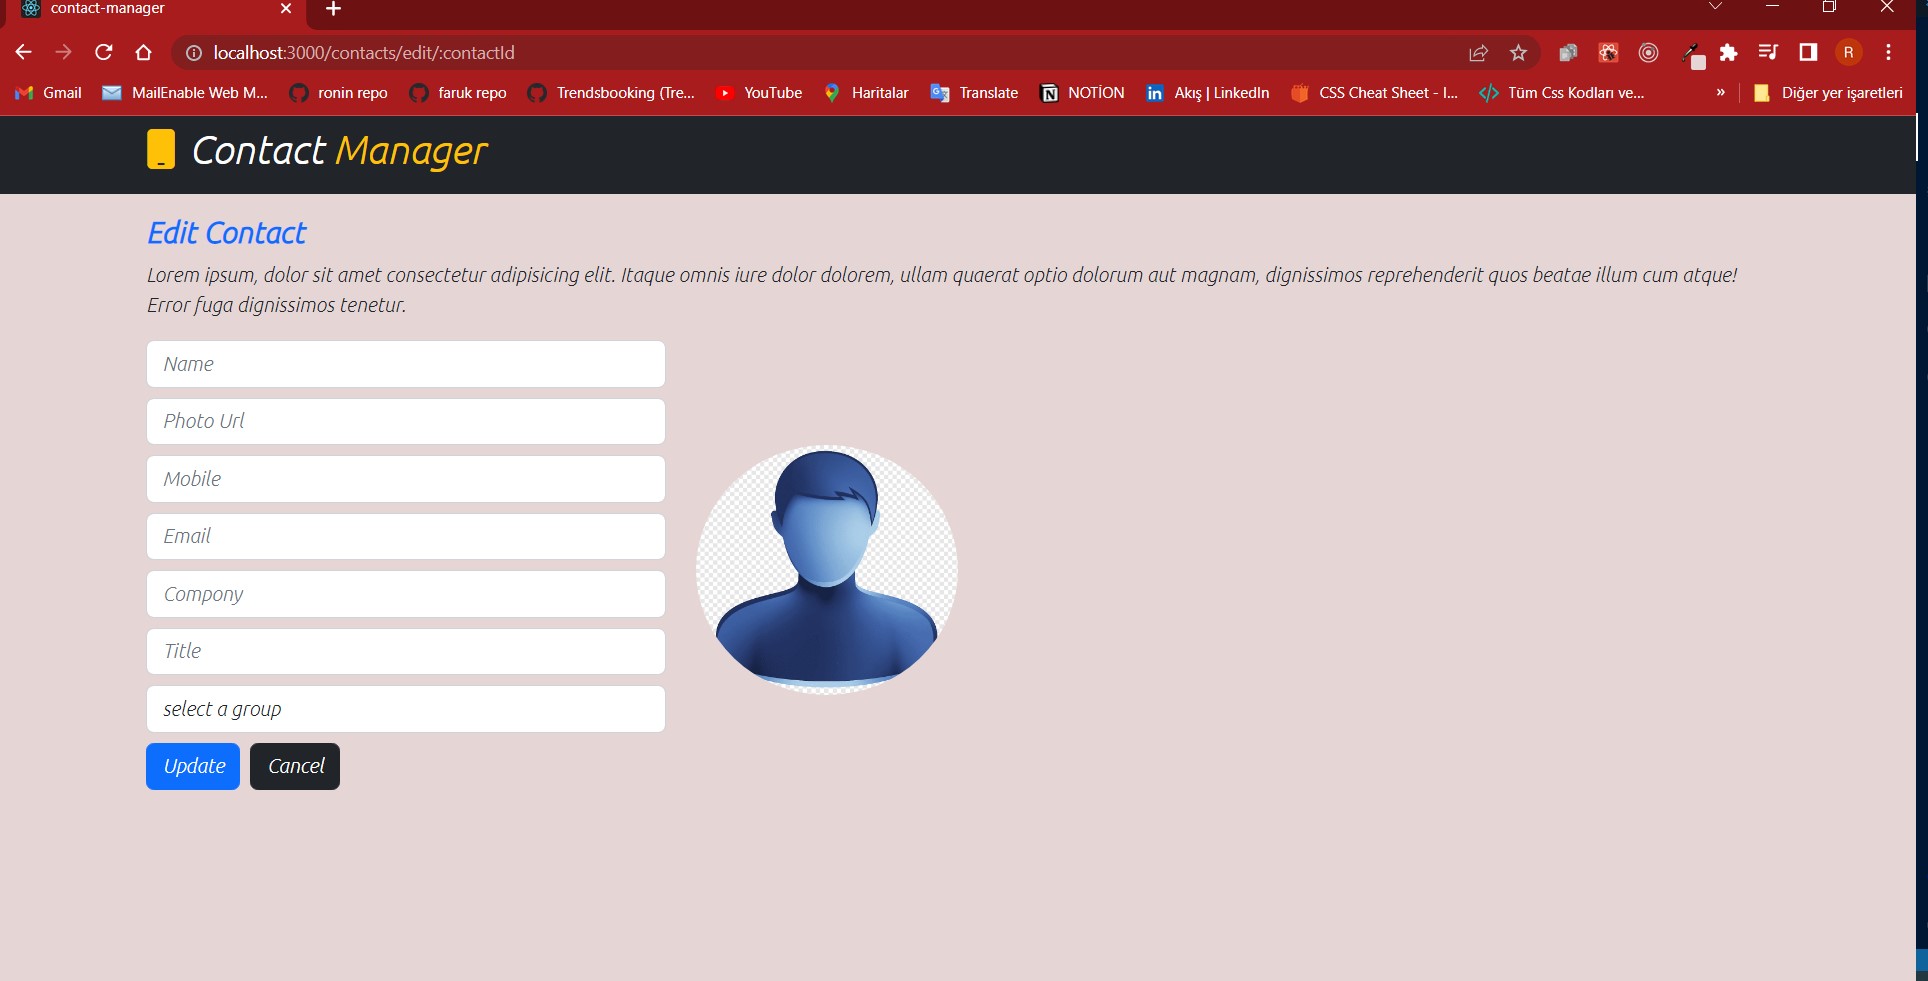 contact-manager
localhost:3000/contacts/edit/:contactId
R
Gmail MailEnable Web M... ronin repo faruk repo Trendsbooking (Tre... YouTube Haritalar Translate NOTİON Akış | LinkedIn CSS Cheat Sheet - I... Tüm Css Kodları ve... » Diğer yer işaretleri
Contact Manager
Edit Contact
Lorem ipsum, dolor sit amet consectetur adipisicing elit. Itaque omnis iure dolor dolorem, ullam quaerat optio dolorum aut magnam, dignissimos reprehenderit quos beatae illum cum atque!
Error fuga dignissimos tenetur.
Name
Photo Url
Mobile
Email
Compony
Title
select a group
Update Cancel